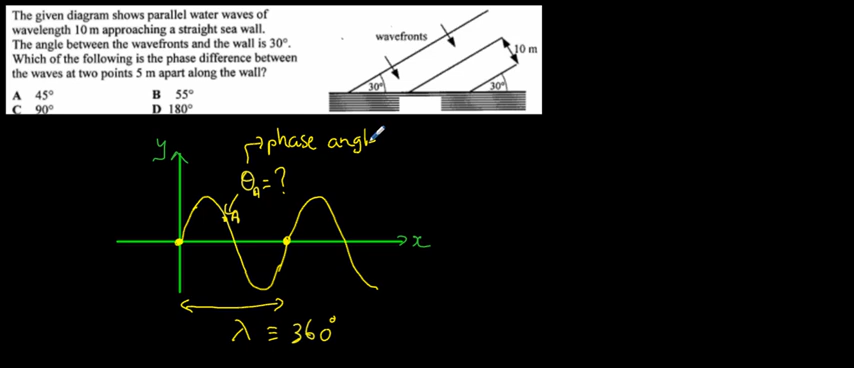 The given diagram shows parallel water waves of
wavelength 10 m approaching a straight sea wall.
The angle between the wavefronts and the wall is 30°.
Which of the following is the phase difference between
the waves at two points 5 m apart along the wall?
A 45° B 55°
C 90° D 180°
wavefronts
10 m
30°
30°
y
phase angl
θA=?
A
x
λ ≡ 360°